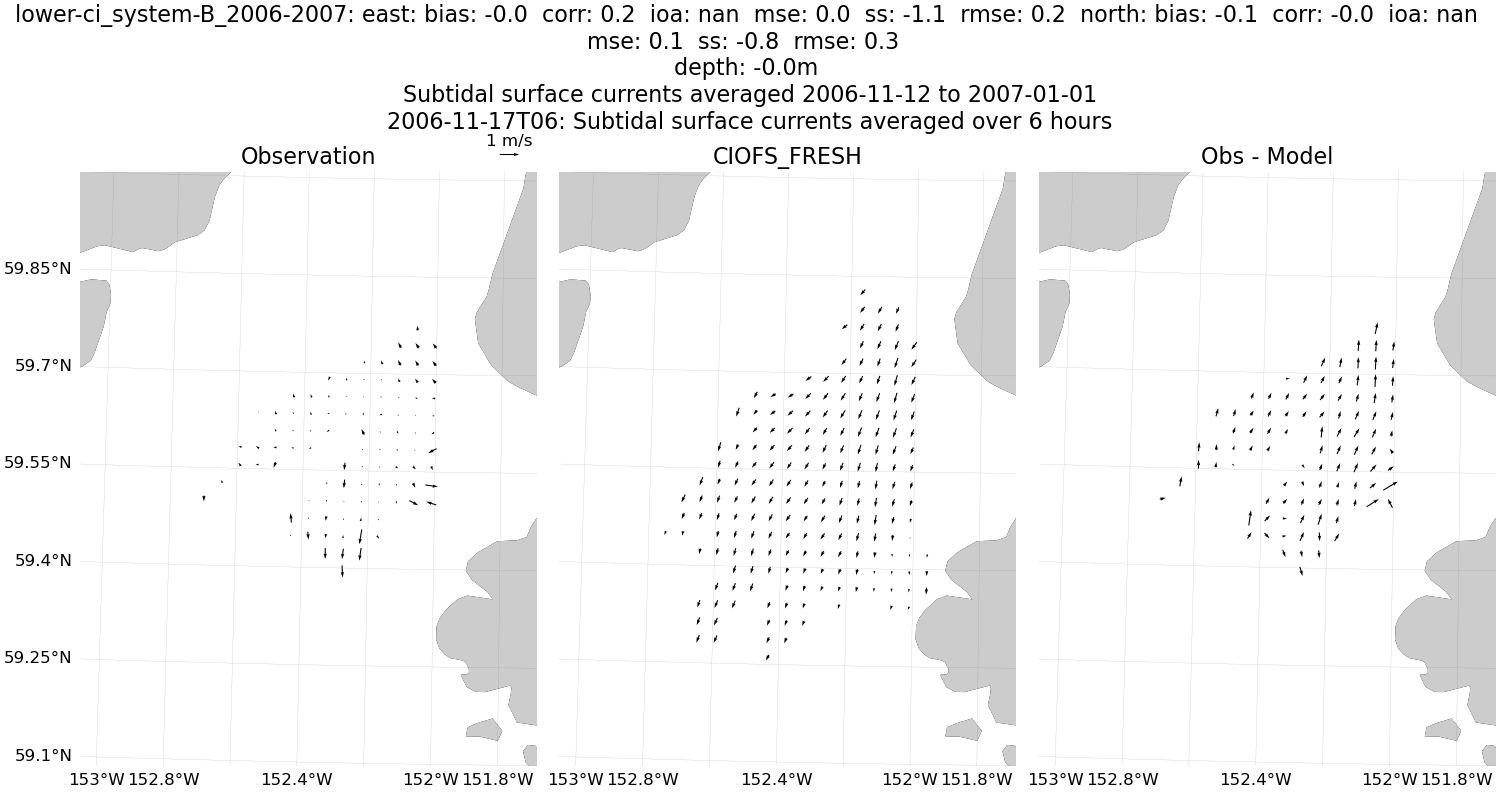 lower-ci_system-B_2006-2007: east: bias: -0.0  corr: 0.2  ioa: nan  mse: 0.0  ss: -1.1  rmse: 0.2  north: bias: -0.1  corr: -0.0  ioa: nan
mse: 0.1  ss: -0.8  rmse: 0.3
depth: -0.0m
Subtidal surface currents averaged 2006-11-12 to 2007-01-01
2006-11-17T06: Subtidal surface currents averaged over 6 hours
1 m/s
Observation CIOFS_FRESH Obs - Model
59.85°N
59.7°N
59.55°N
59.4°N
59.25°N
59.1°N
153°W 152.8°W 152.4°W 152°W 151.8°W 153°W 152.8°W 152.4°W 152°W 151.8°W 153°W 152.8°W 152.4°W 152°W 151.8°W